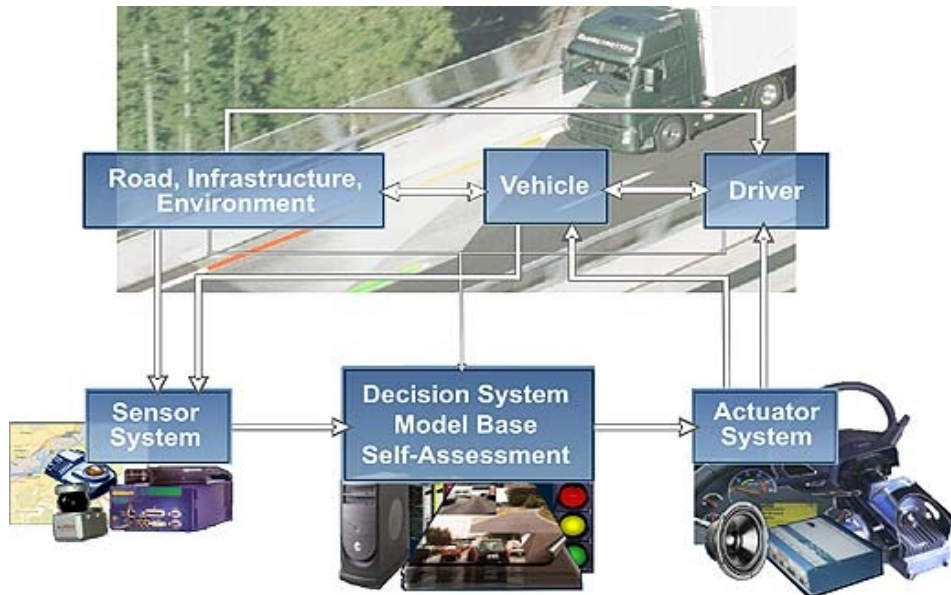 Road, Infrastructure,
Environment
Vehicle
Driver
Sensor
System
Decision System
Model Base
Self-Assessment
Actuator
System